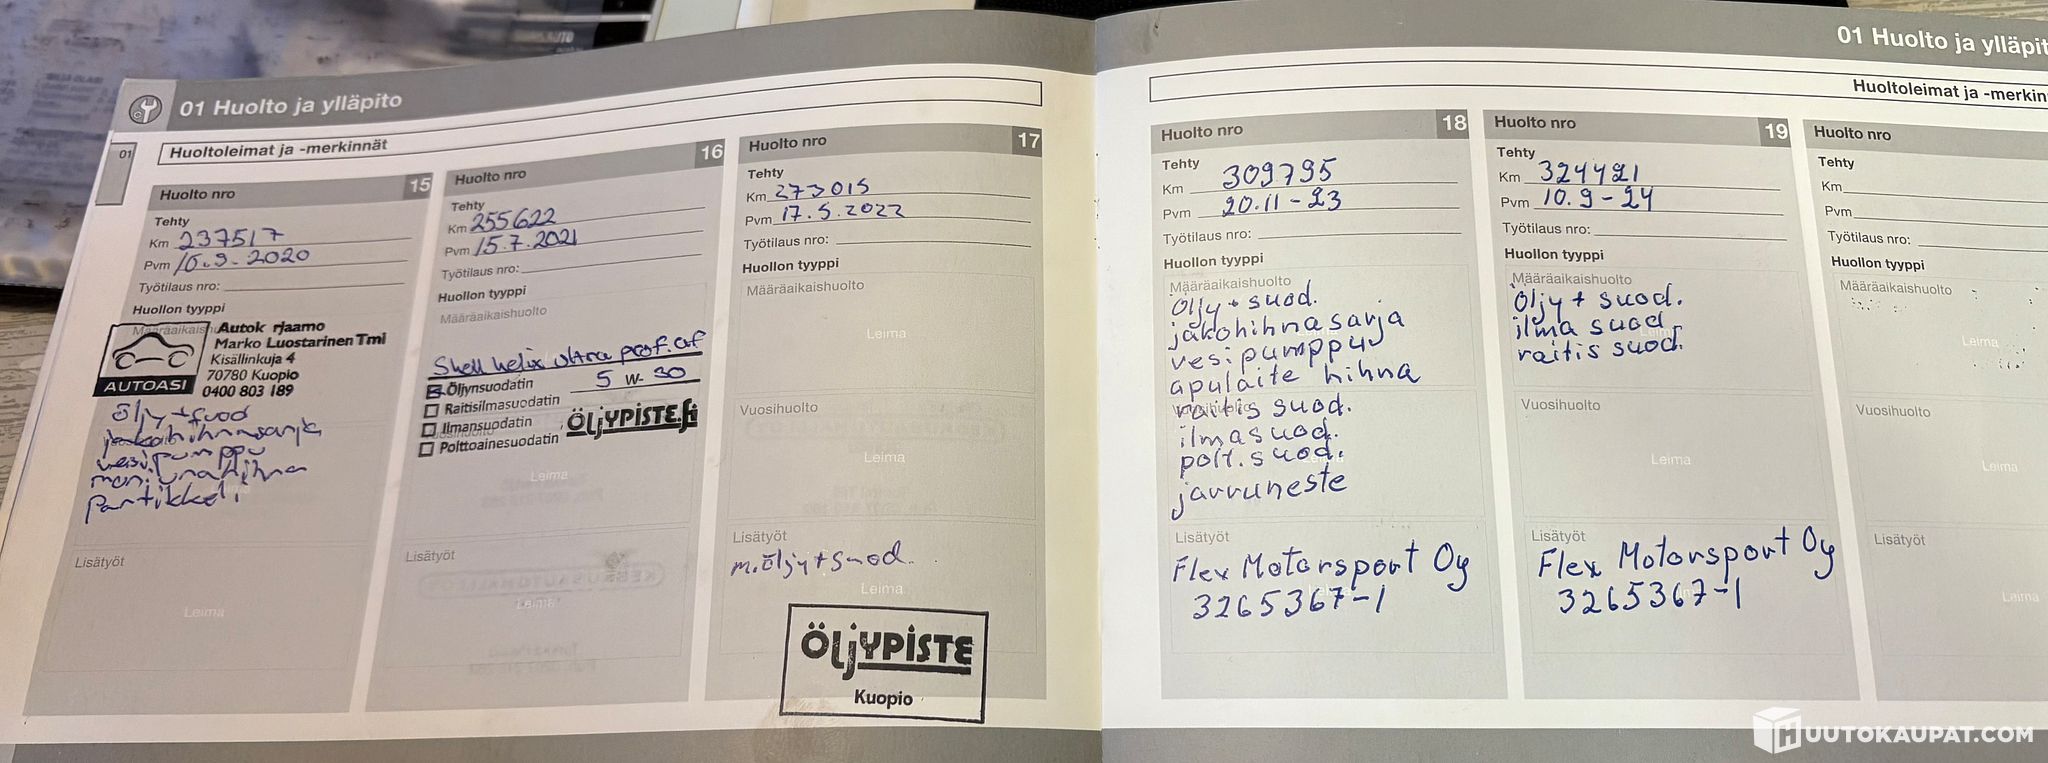 01 Huolto ja ylläpito
01
Huoltoleimat ja -merkinnät
Huolto nro 15
Tehty
Km 237517
Pvm 10.9.2020
Työtilaus nro:
Huollon tyyppi
Autok rjaamo
Marko Luostarinen Tmi
Kisällinkuja 4
70780 Kuopio
0400 803 189
AUTOASI
öljy + suod
jakohihnasarja
vesipumppu
moniurahihna
partikkeli
Lisätyöt
Leima
Huolto nro 16
Tehty
Km 255622
Pvm 15.7.2021
Työtilaus nro:
Huollon tyyppi
Määräaikaishuolto
Shell helix ultra prof. af
5 W-30
Öljynsuodatin
Raitisilmasuodatin
Ilmansuodatin
Polttoainesuodatin
ÖLJYPISTE.fi
Leima
Lisätyöt
Leima
Huolto nro 17
Tehty
Km 273015
Pvm 17.5.2022
Työtilaus nro:
Huollon tyyppi
Määräaikaishuolto
Leima
Vuosihuolto
Leima
Lisätyöt
m.öljy + suod.
Leima
ÖLJYPISTE
Kuopio
01 Huolto ja ylläpit
Huoltoleimat ja -merkin
Huolto nro 18
Tehty
Km 309795
Pvm 20.11-23
Työtilaus nro:
Huollon tyyppi
Määräaikaishuolto
Öljy + suod.
jakohihnasarja
vesipumppu
apulaite hihna
Vuosihuolto
raitis suod.
ilmasuod.
polt.suod.
jarruneste
Lisätyöt
Flex Motorsport Oy
3265367-1
Huolto nro 19
Tehty
Km 324421
Pvm 10.9-24
Työtilaus nro:
Huollon tyyppi
Määräaikaishuolto
Öljy + suod.
ilma suod.
raitis suod.
Vuosihuolto
Leima
Lisätyöt
Flex Motorsport Oy
3265367-1
Huolto nro
Tehty
Km
Pvm
Työtilaus nro:
Huollon tyyppi
Määräaikaishuolto
Leima
Vuosihuolto
Leima
Lisätyöt
Leima
HUUTOKAUPAT.COM